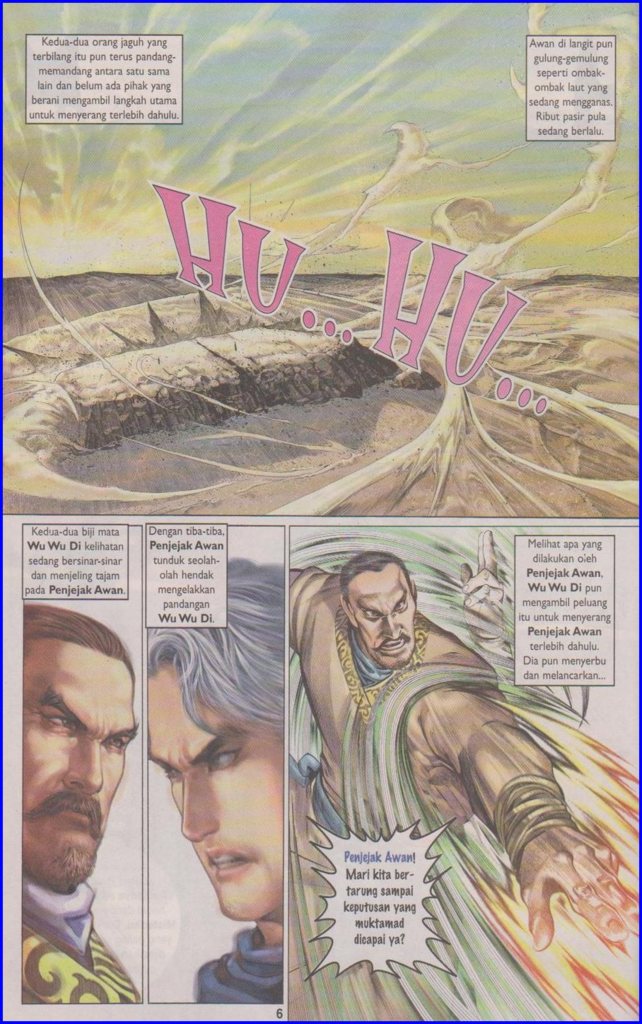 Kedua-dua orang jaguh yang
terbilang itu pun terus pandang-
memandang antara satu sama
lain dan belum ada pihak yang
berani mengambil langkah utama
untuk menyerang terlebih dahulu.
Awan di langit pun
gulung-gemulung
seperti ombak-
ombak laut yang
sedang mengganas.
Ribut pasir pula
sedang berlalu.
HU... HU...
Kedua-dua biji mata
Wu Wu Di kelihatan
sedang bersinar-sinar
dan menjeling tajam
pada Penjejak Awan.
Dengan tiba-tiba,
Penjejak Awan
tunduk seolah-
olah hendak
mengelakkan
pandangan
Wu Wu Di.
Melihat apa yang
dilakukan oleh
Penjejak Awan,
Wu Wu Di pun
mengambil peluang
itu untuk menyerang
Penjejak Awan
terlebih dahulu.
Dia pun menyerbu
dan melancarkan...
Penjejak Awan!
Mari kita ber-
tarung sampai
keputusan yang
muktamad
dicapai ya?
6